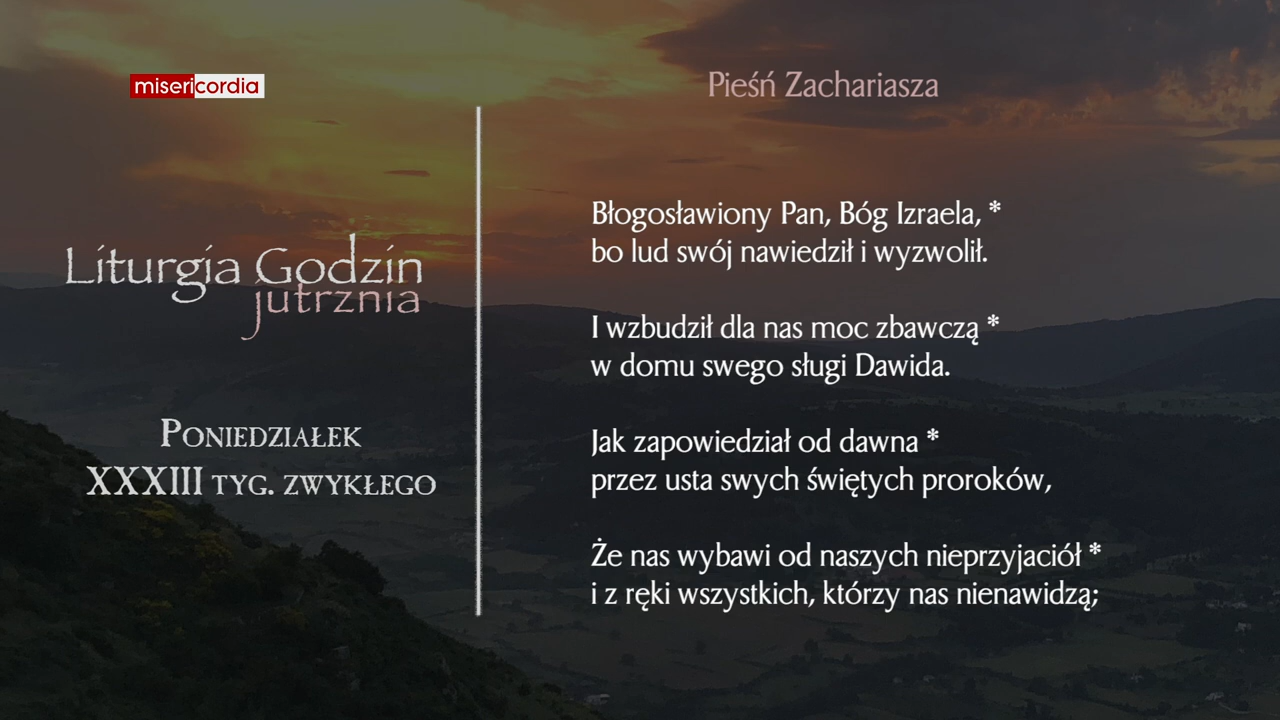 misericordia
Liturgia Godzin
jutrznia
Poniedziałek
XXXIII tyg. zwykłego
Pieśń Zachariasza
Błogosławiony Pan, Bóg Izraela, *
bo lud swój nawiedził i wyzwolił.
I wzbudził dla nas moc zbawczą *
w domu swego sługi Dawida.
Jak zapowiedział od dawna *
przez usta swych świętych proroków,
Że nas wybawi od naszych nieprzyjaciół *
i z ręki wszystkich, którzy nas nienawidzą;